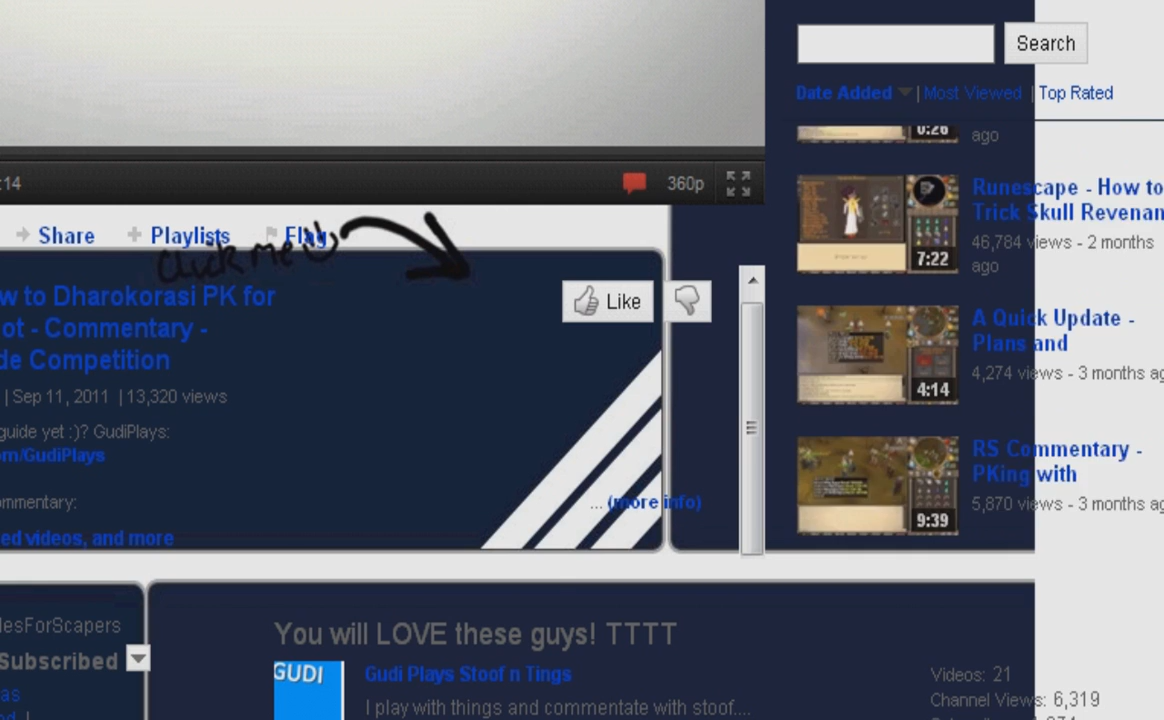 Search
Date Added | Most Viewed | Top Rated
0:26
ago
:14
360p
Runescape - How to
Trick Skull Revenan
46,784 views - 2 months
ago
7:22
Share Playlists Flag
Click me!!
w to Dharokorasi PK for
ot - Commentary -
de Competition
Like
| Sep 11, 2011 | 13,320 views
guide yet :)? GudiPlays:
om/GudiPlays
ommentary:
... (more info)
ed videos, and more
A Quick Update -
Plans and
4,274 views - 3 months ag
4:14
RS Commentary -
PKing with
5,870 views - 3 months ag
9:39
lesForScapers
Subscribed
as
You will LOVE these guys! TTTT
GUDI
Gudi Plays Stoof n Tings
I play with things and commentate with stoof....
Videos: 21
Channel Views: 6,319